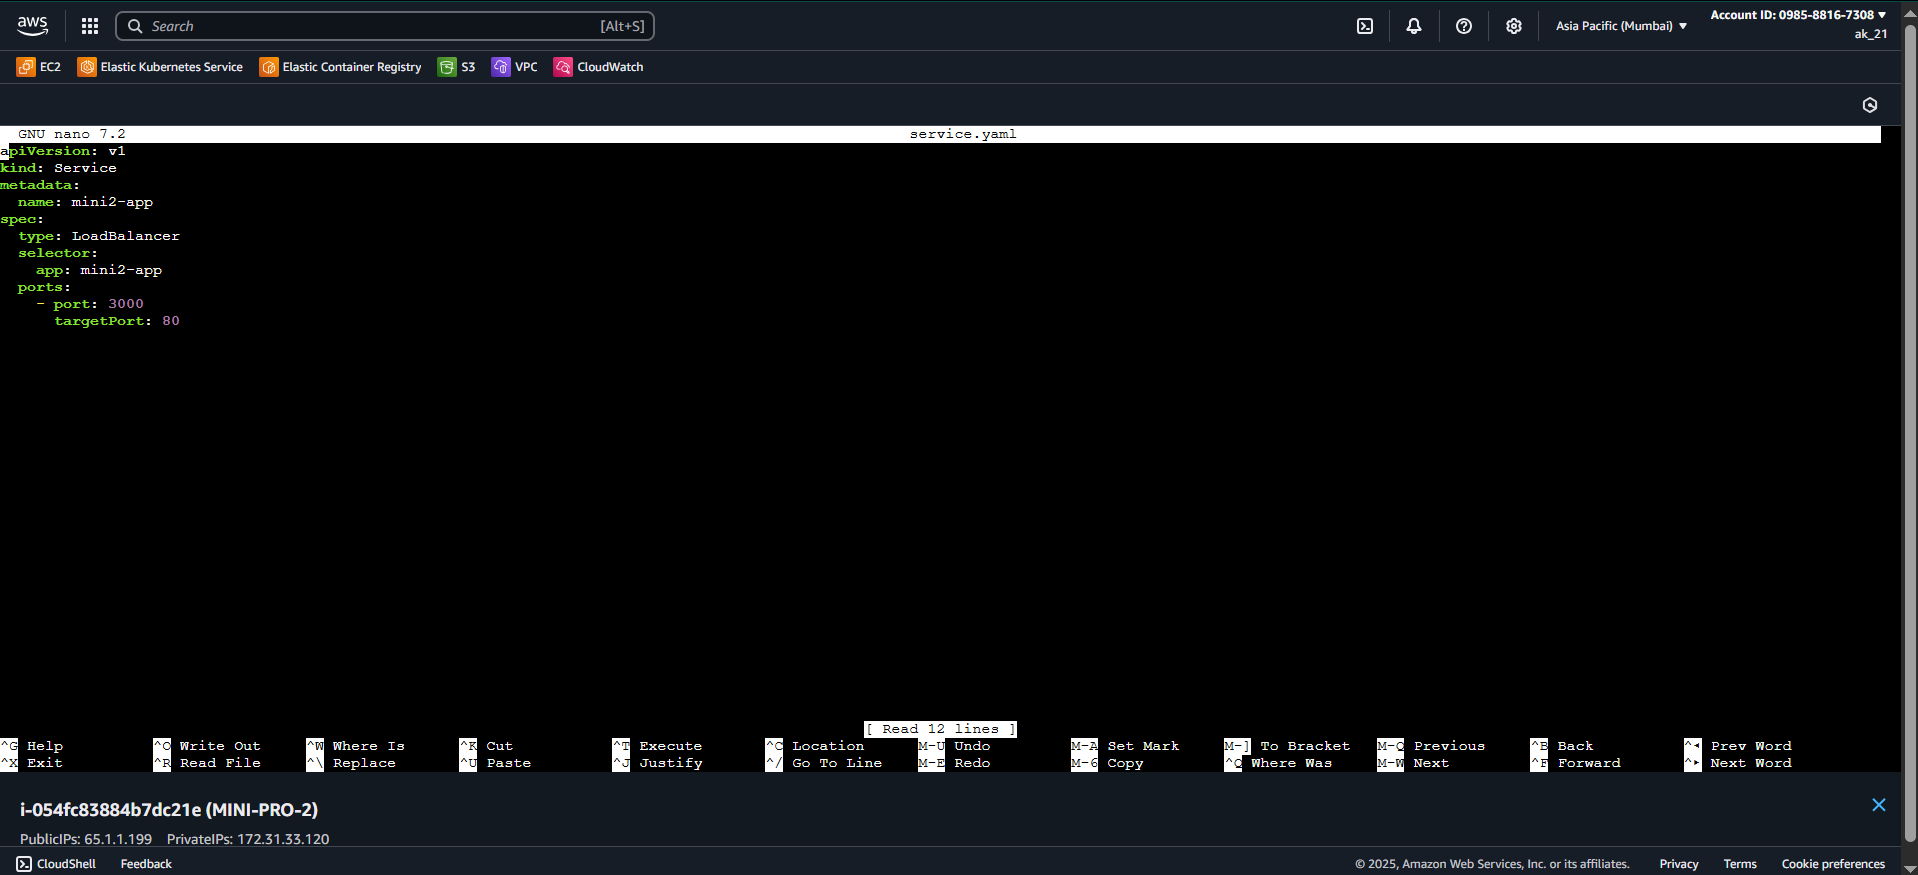 aws
Search [Alt+S]
Asia Pacific (Mumbai) ▼
Account ID: 0985-8816-7308 ▼
ak_21
EC2 Elastic Kubernetes Service Elastic Container Registry S3 VPC CloudWatch
GNU nano 7.2 service.yaml
apiVersion: v1
kind: Service
metadata:
  name: mini2-app
spec:
  type: LoadBalancer
  selector:
    app: mini2-app
  ports:
    - port: 3000
      targetPort: 80
[ Read 12 lines ]
^G Help ^O Write Out ^W Where Is ^K Cut ^T Execute ^C Location M-U Undo M-A Set Mark M-] To Bracket M-Q Previous ^B Back ^◂ Prev Word
^X Exit ^R Read File ^\ Replace ^U Paste ^J Justify ^/ Go To Line M-E Redo M-6 Copy ^Q Where Was M-W Next ^F Forward ^▸ Next Word
i-054fc83884b7dc21e (MINI-PRO-2)
PublicIPs: 65.1.1.199 PrivateIPs: 172.31.33.120
CloudShell Feedback © 2025, Amazon Web Services, Inc. or its affiliates. Privacy Terms Cookie preferences